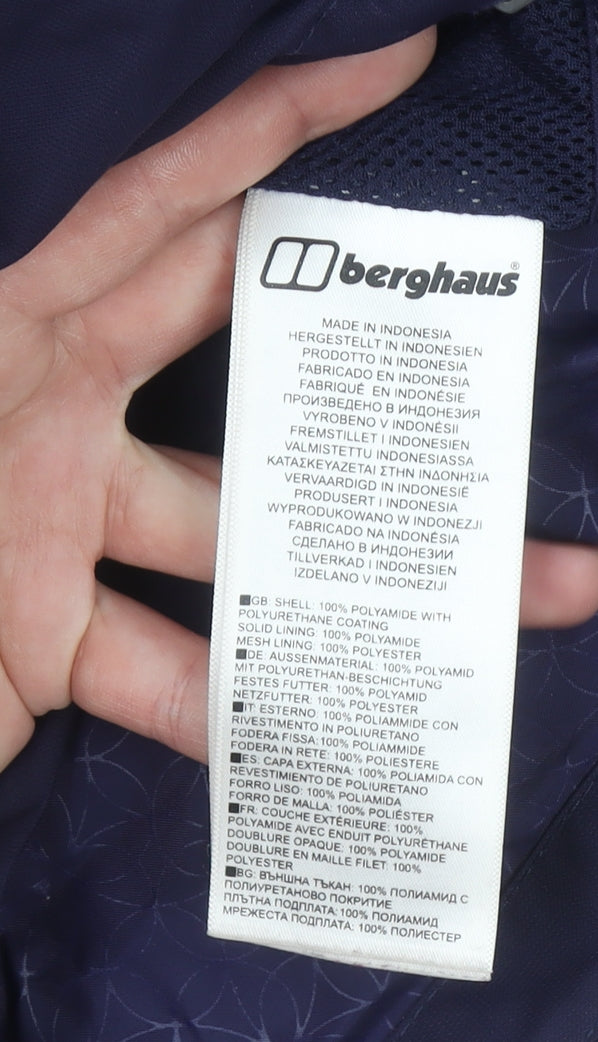 berghaus®
MADE IN INDONESIA
HERGESTELLT IN INDONESIEN
PRODOTTO IN INDONESIA
FABRICADO EN INDONESIA
FABRIQUÉ EN INDONÉSIE
ПРОИЗВЕДЕНО В ИНДОНЕЗИЯ
VYROBENO V INDONÉSII
FREMSTILLET I INDONESIEN
VALMISTETTU INDONESIASSA
ΚΑΤΑΣΚΕΥΑΖΕΤΑΙ ΣΤΗΝ ΙΝΔΟΝΗΣΙΑ
VERVAARDIGD IN INDONESIË
PRODUSERT I INDONESIA
WYPRODUKOWANO W INDONEZJI
FABRICADO NA INDONÉSIA
СДЕЛАНО В ИНДОНЕЗИИ
TILLVERKAD I INDONESIEN
IZDELANO V INDONEZIJI
GB: SHELL: 100% POLYAMIDE WITH
POLYURETHANE COATING
SOLID LINING: 100% POLYAMIDE
MESH LINING: 100% POLYESTER
DE: AUSSENMATERIAL: 100% POLYAMID
MIT POLYURETHAN-BESCHICHTUNG
FESTES FUTTER: 100% POLYAMID
NETZFUTTER: 100% POLYESTER
IT: ESTERNO: 100% POLIAMMIDE CON
RIVESTIMENTO IN POLIURETANO
FODERA FISSA: 100% POLIAMMIDE
FODERA IN RETE: 100% POLIESTERE
ES: CAPA EXTERNA: 100% POLIAMIDA CON
REVESTIMIENTO DE POLIURETANO
FORRO LISO: 100% POLIAMIDA
FORRO DE MALLA: 100% POLIÉSTER
FR: COUCHE EXTÉRIEURE: 100%
POLYAMIDE AVEC ENDUIT POLYURÉTHANE
DOUBLURE OPAQUE: 100% POLYAMIDE
DOUBLURE EN MAILLE FILET: 100%
POLYESTER
BG: ВЪНШНА ТЪКАН: 100% ПОЛИАМИД С
ПОЛИУРЕТАНОВО ПОКРИТИЕ
ПЛЪТНА ПОДПЛАТА: 100% ПОЛИАМИД
МРЕЖЕСТА ПОДПЛАТА: 100% ПОЛИЕСТЕР